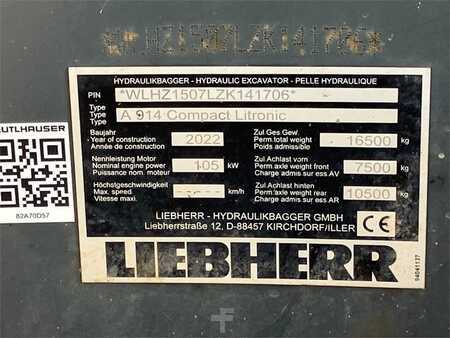 *WLHZ1507LZK141706*
HYDRAULIKBAGGER - HYDRAULIC EXCAVATOR - PELLE HYDRAULIQUE
PIN *WLHZ1507LZK141706*
Type
Type A 914 Compact Litronic
Type
Baujahr
Year of construction 2022
Année de construction
Zul Ges Gew.
Perm. total weight 16500 kg
Poids admissible
Nennleistung Motor
Nominal engine power 105 kW
Puissance nom. moteur
Zul Achslast vorn
Perm axle weight front 7500 kg
Charge admis sur ess AV
Höchstgeschwindigkeit
Max. speed km/h
Vitesse maxi.
Zul Achslast hinten
Perm axle weight rear 10500 kg
Charge admis sur ess AR
LIEBHERR - HYDRAULIKBAGGER GMBH
Liebherrstraße 12, D-88457 KIRCHDORF/ILLER
CE
LIEBHERR
94041137
UTLHAUSER
82A70D57